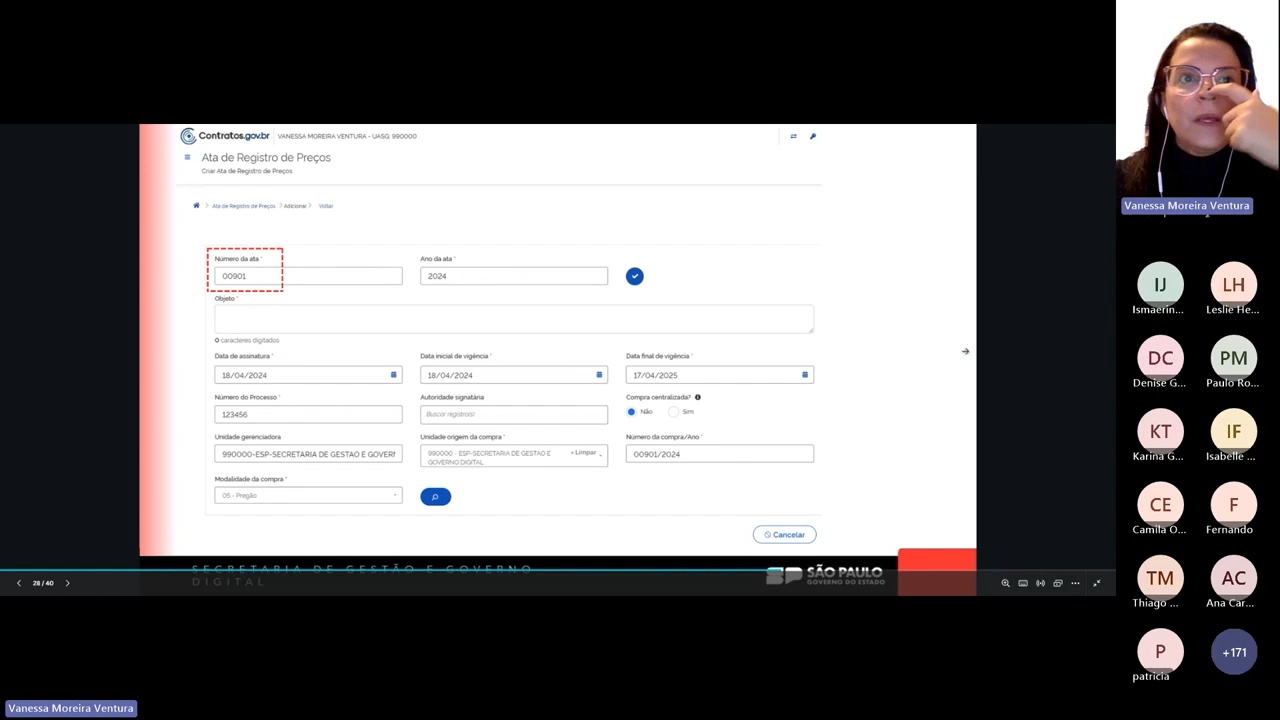 Contratos.gov.br VANESSA MOREIRA VENTURA - UASG: 990000
Ata de Registro de Preços
Criar Ata de Registro de Preços
Ata de Registro de Preços > Adicionar > Voltar
Número da ata * Ano da ata *
00901 2024
Objeto *
0 caracteres digitados
Data de assinatura * Data inicial de vigência * Data final de vigência *
18/04/2024 18/04/2024 17/04/2025
Número do Processo * Autoridade signatária Compra centralizada?
123456 Buscar registro(s) Não Sim
Unidade gerenciadora Unidade origem da compra * Número da compra/Ano *
990000-ESP-SECRETARIA DE GESTAO E GOVER 990000 - ESP-SECRETARIA DE GESTAO E GOVERNO DIGITAL × Limpar 00901/2024
Modalidade da compra *
05 - Pregão
Cancelar
SECRETARIA DE GESTÃO E GOVERNO
DIGITAL
SP SÃO PAULO
GOVERNO DO ESTADO
28 / 40
Vanessa Moreira Ventura
IJ LH
Ismaerin... Leslie He...
DC PM
Denise G... Paulo Ro...
KT IF
Karina G... Isabelle ...
CE F
Camila O... Fernando
TM AC
Thiago ... Ana Car...
P +171
patricia
Vanessa Moreira Ventura